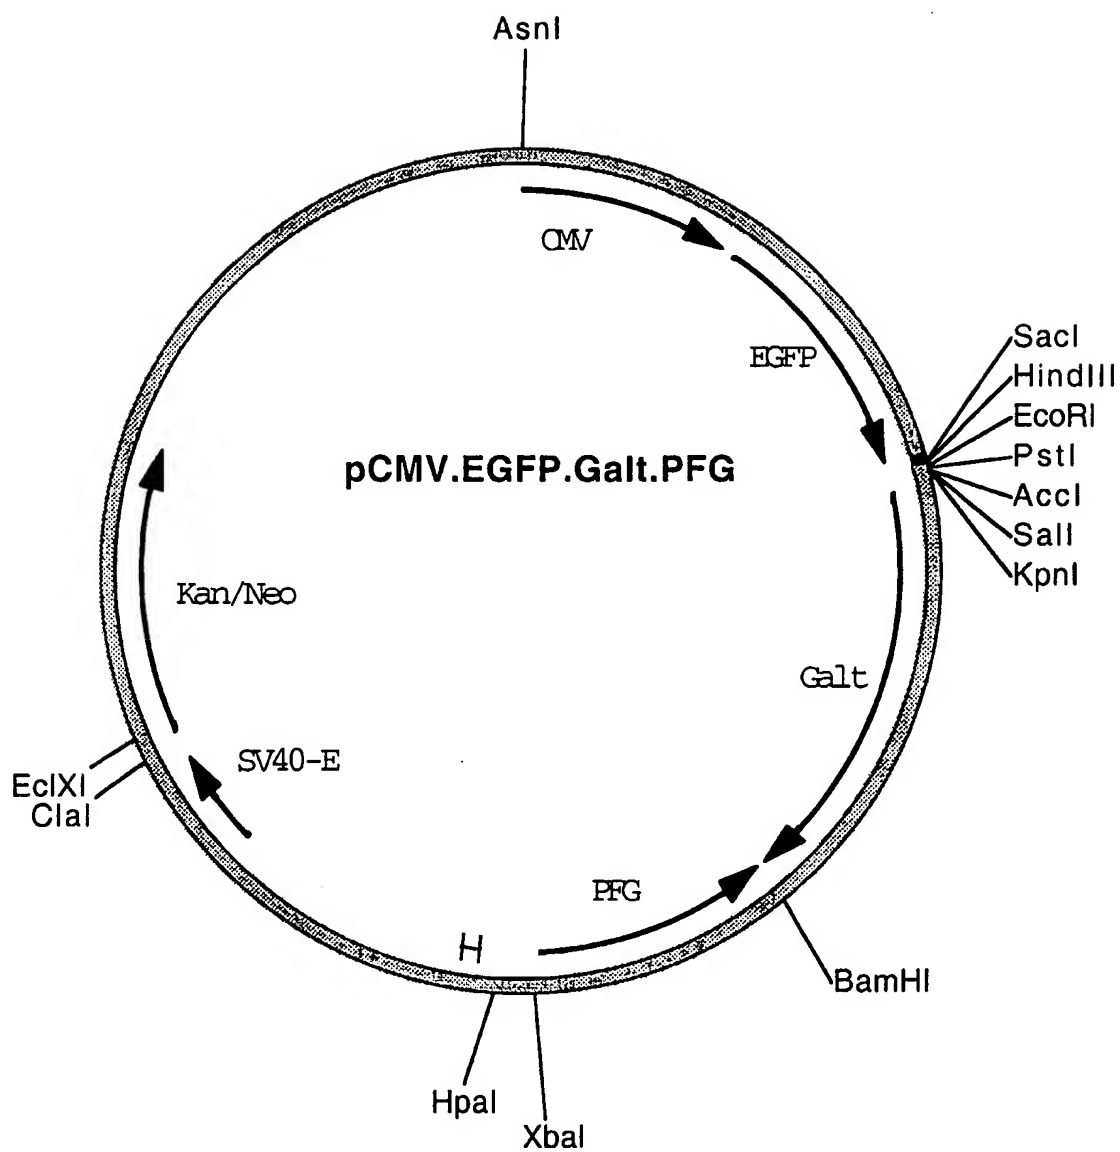 AsnI
CMV
EGFP
SacI
HindIII
EcoRI
PstI
AccI
SalI
KpnI
pCMV.EGFP.Galt.PFG
Kan/Neo
Galt
SV40-E
EclXI
ClaI
PFG
H
BamHI
HpaI
XbaI